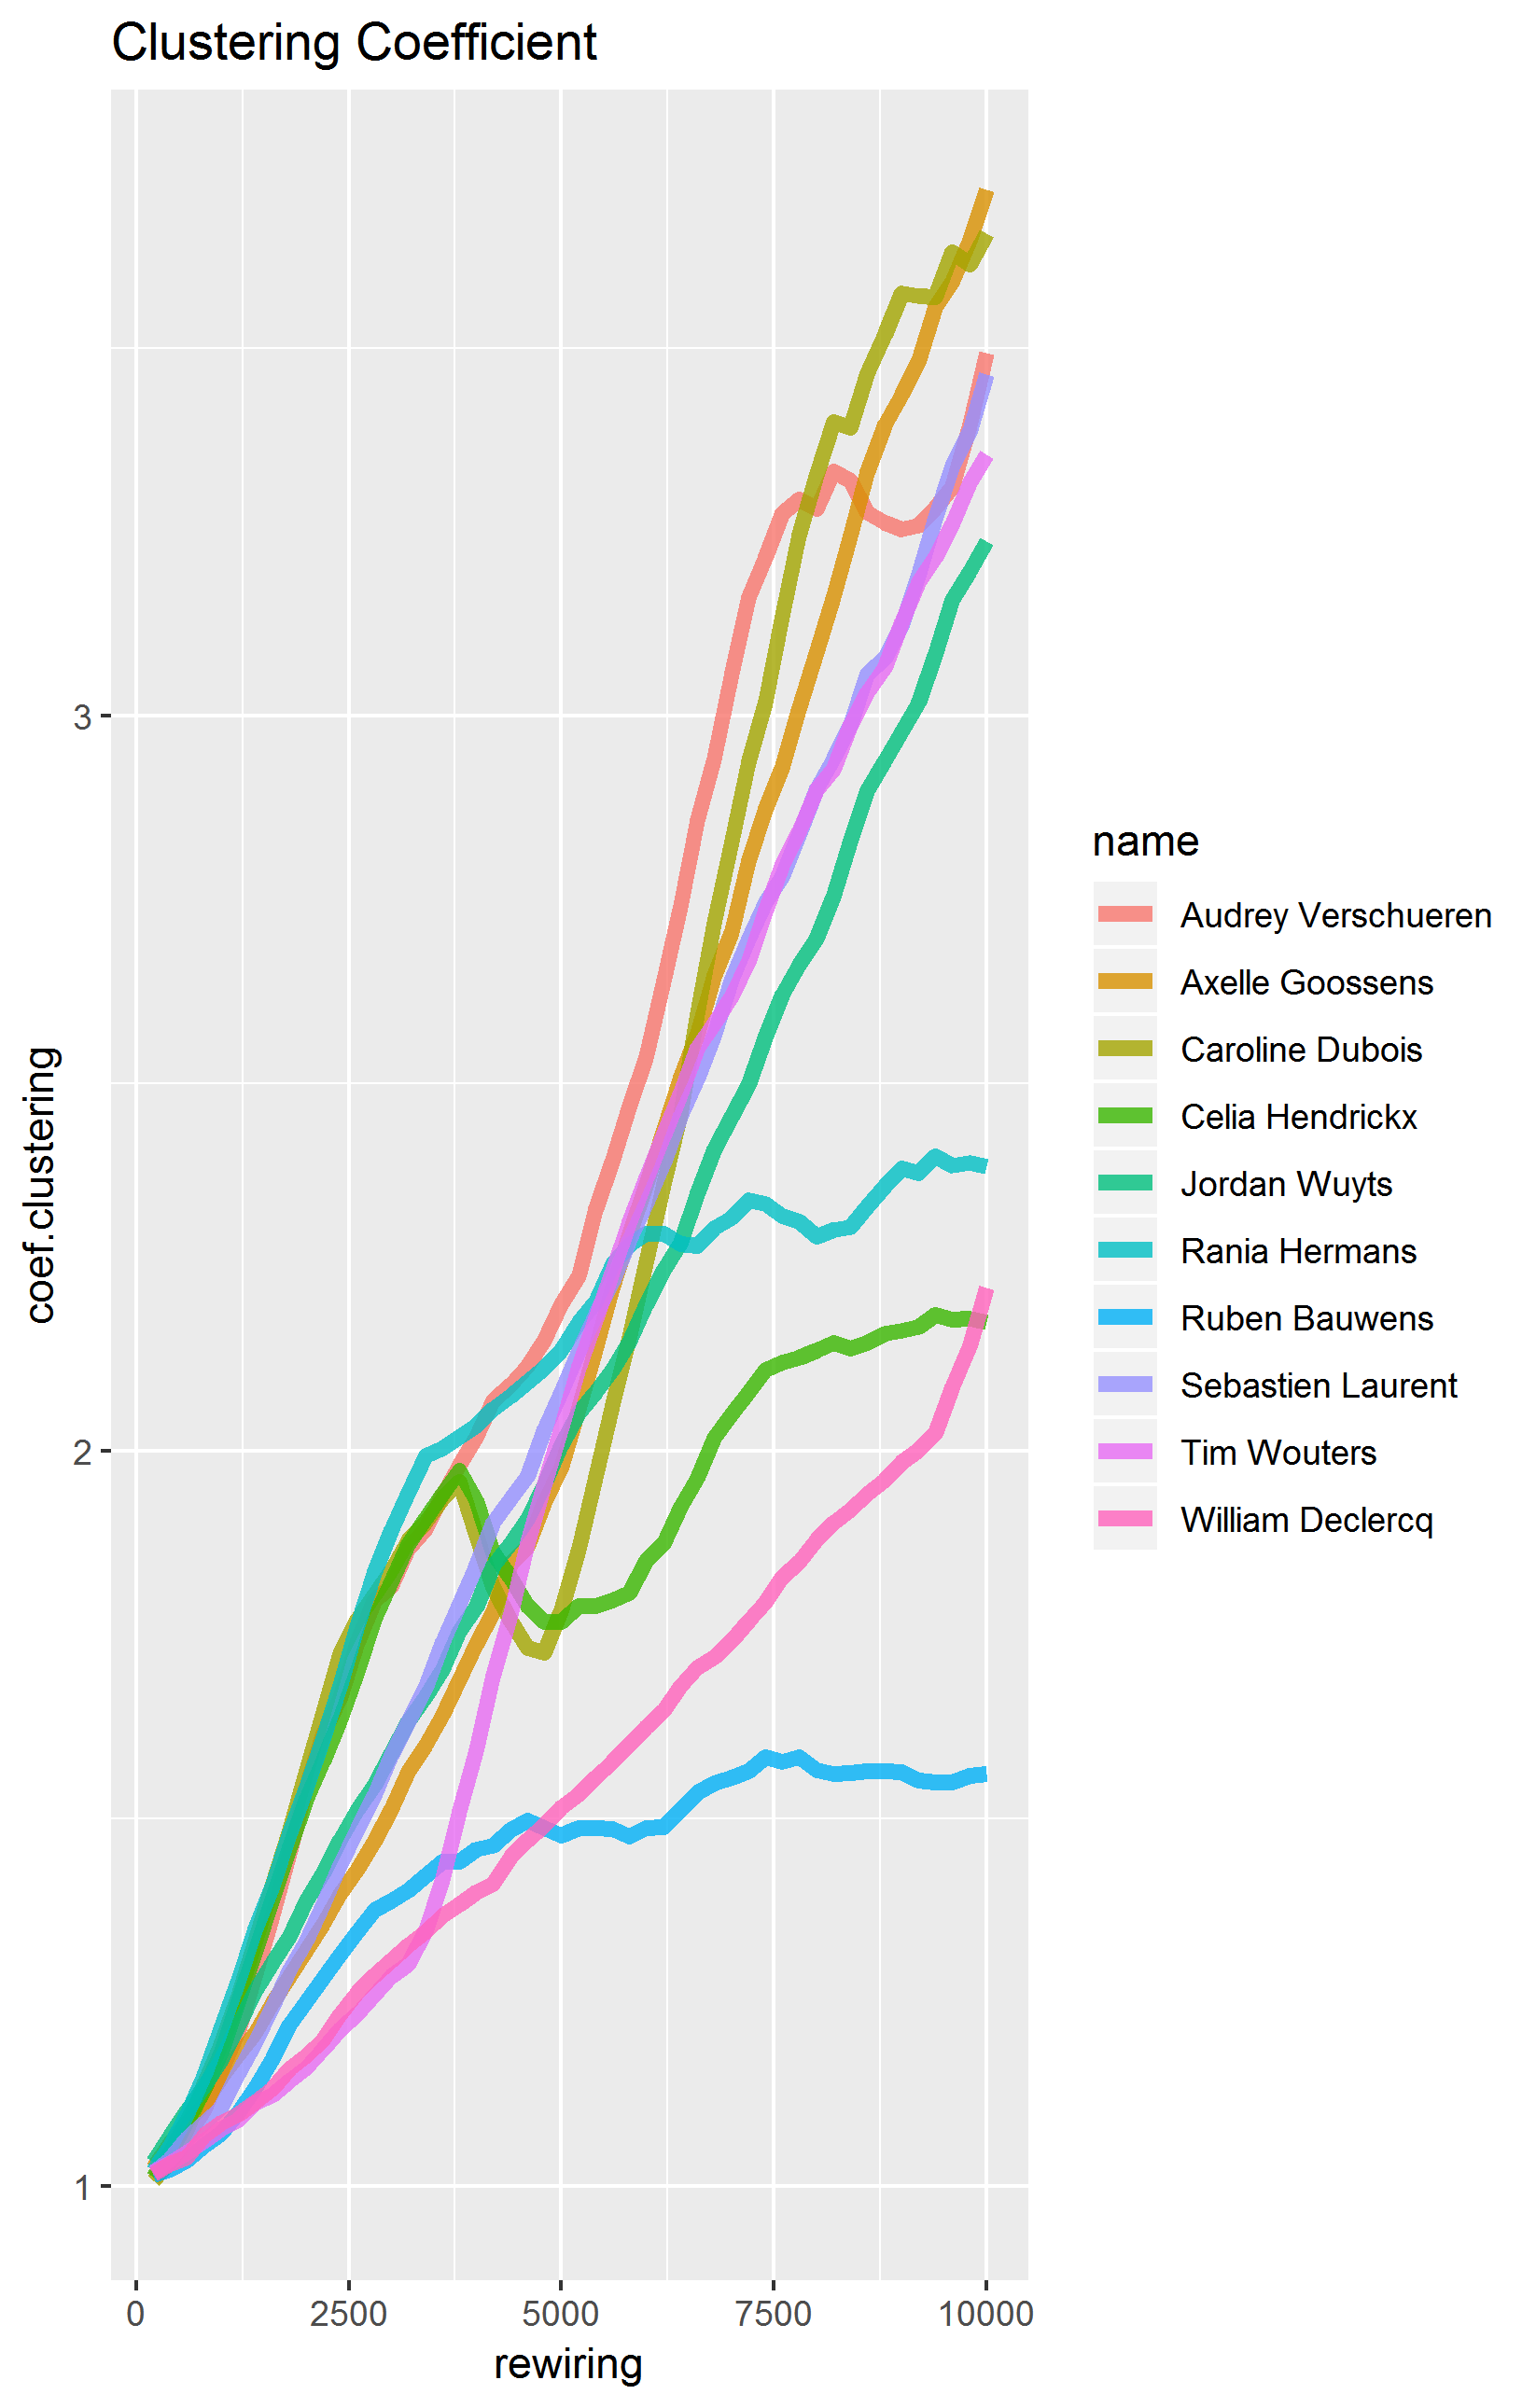 Clustering Coefficient
coef.clustering
3
2
1
0 2500 5000 7500 10000
rewiring
name
Audrey Verschueren
Axelle Goossens
Caroline Dubois
Celia Hendrickx
Jordan Wuyts
Rania Hermans
Ruben Bauwens
Sebastien Laurent
Tim Wouters
William Declercq